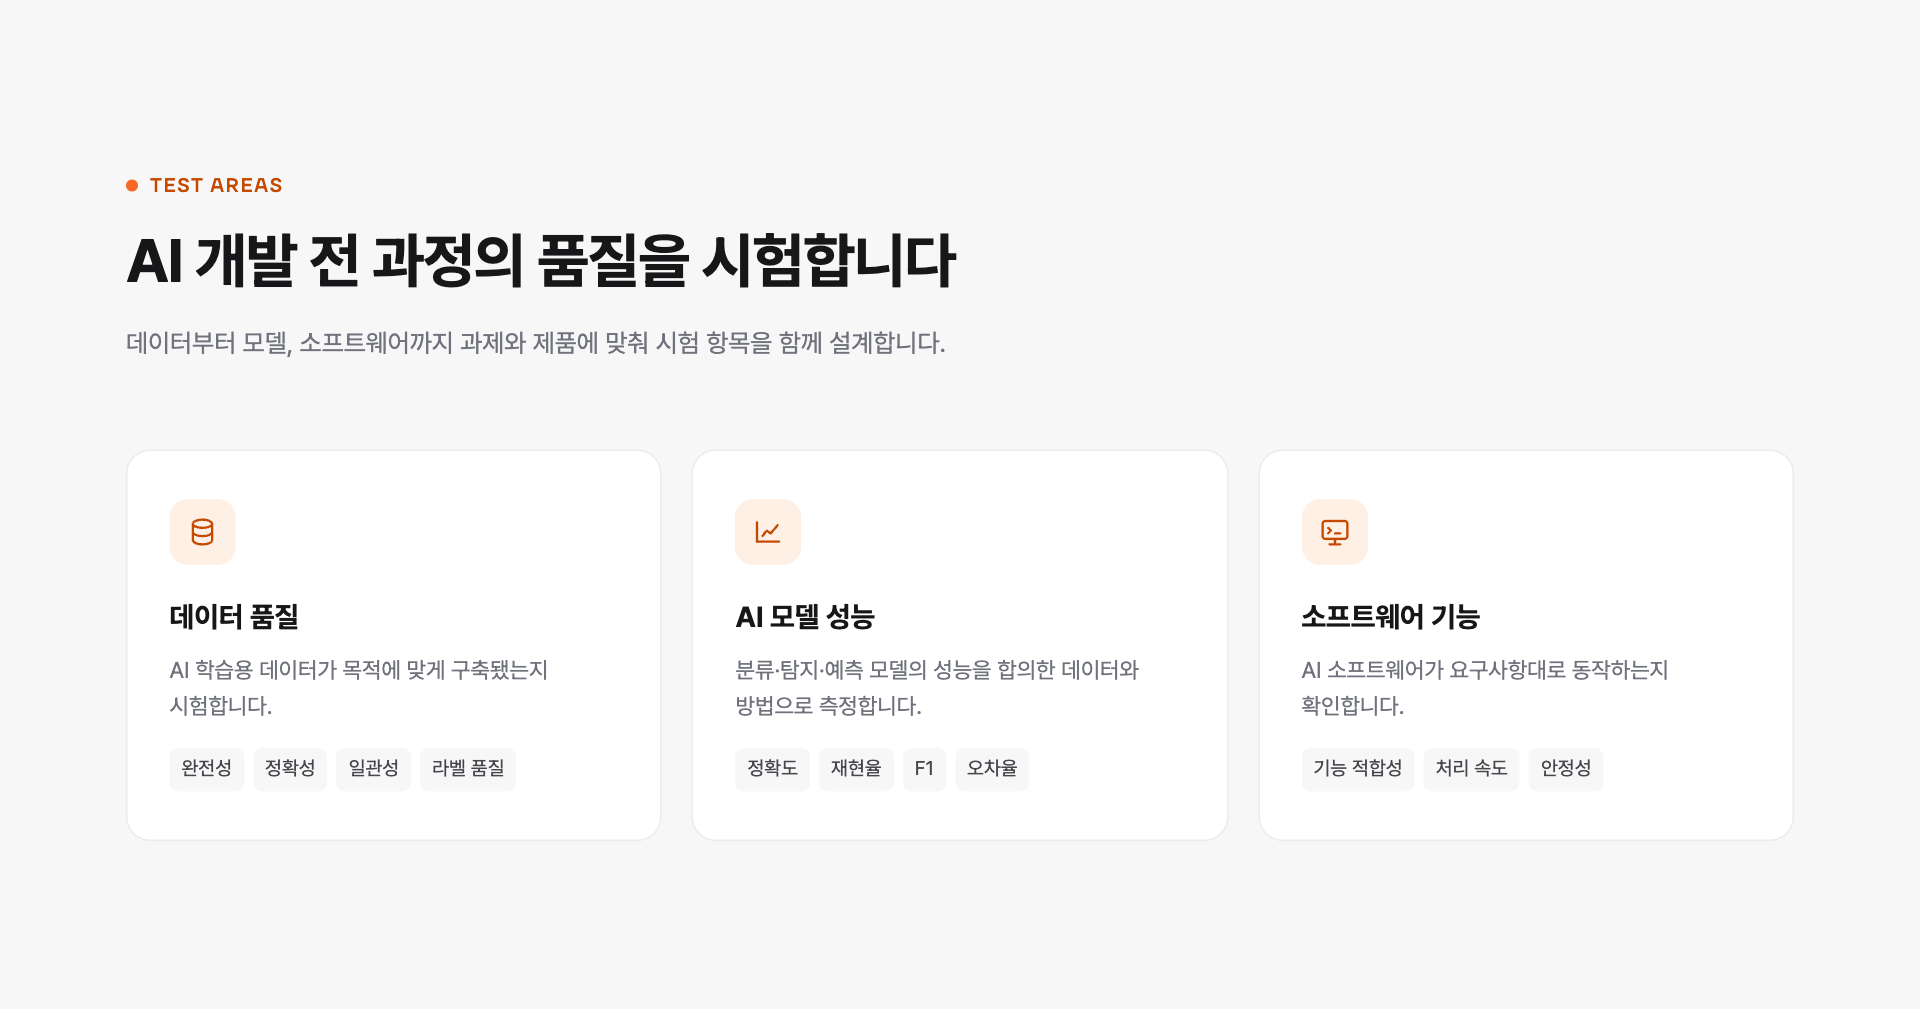 TEST AREAS
AI 개발 전 과정의 품질을 시험합니다
데이터부터 모델, 소프트웨어까지 과제와 제품에 맞춰 시험 항목을 함께 설계합니다.
데이터 품질
AI 학습용 데이터가 목적에 맞게 구축됐는지
시험합니다.
완전성 정확성 일관성 라벨 품질
AI 모델 성능
분류·탐지·예측 모델의 성능을 합의한 데이터와
방법으로 측정합니다.
정확도 재현율 F1 오차율
소프트웨어 기능
AI 소프트웨어가 요구사항대로 동작하는지
확인합니다.
기능 적합성 처리 속도 안정성